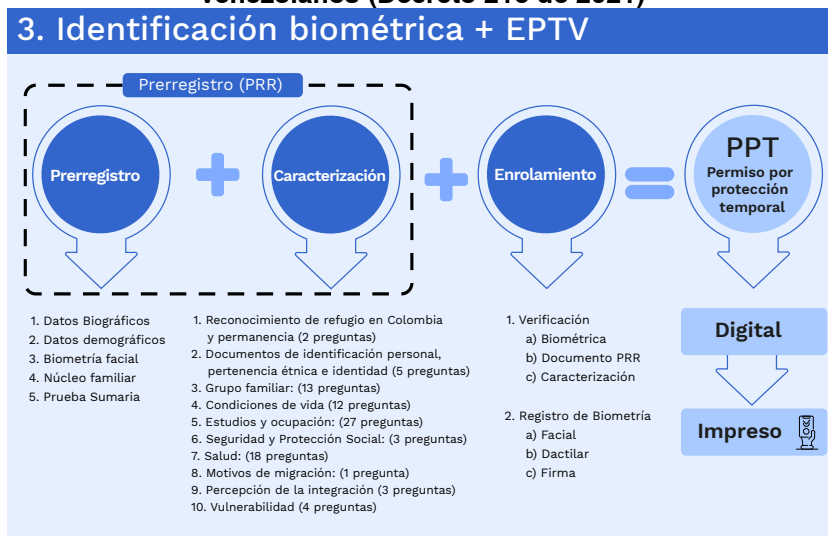 Venezolanos (Decreto 216 de 2021)
3. Identificación biométrica + EPTV
Prerregistro (PRR)
Prerregistro
Caracterización
Enrolamiento
PPT
Permiso por
protección
temporal
1. Datos Biográficos
2. Datos demográficos
3. Biometría facial
4. Núcleo familiar
5. Prueba Sumaria
1. Reconocimiento de refugio en Colombia
y permanencia (2 preguntas)
2. Documentos de identificación personal,
pertenencia étnica e identidad (5 preguntas)
3. Grupo familiar: (13 preguntas)
4. Condiciones de vida (12 preguntas)
5. Estudios y ocupación: (27 preguntas)
6. Seguridad y Protección Social: (3 preguntas)
7. Salud: (18 preguntas)
8. Motivos de migración: (1 pregunta)
9. Percepción de la integración (3 preguntas)
10. Vulnerabilidad (4 preguntas)
1. Verificación
a) Biométrica
b) Documento PRR
c) Caracterización
2. Registro de Biometría
a) Facial
b) Dactilar
c) Firma
Digital
Impreso